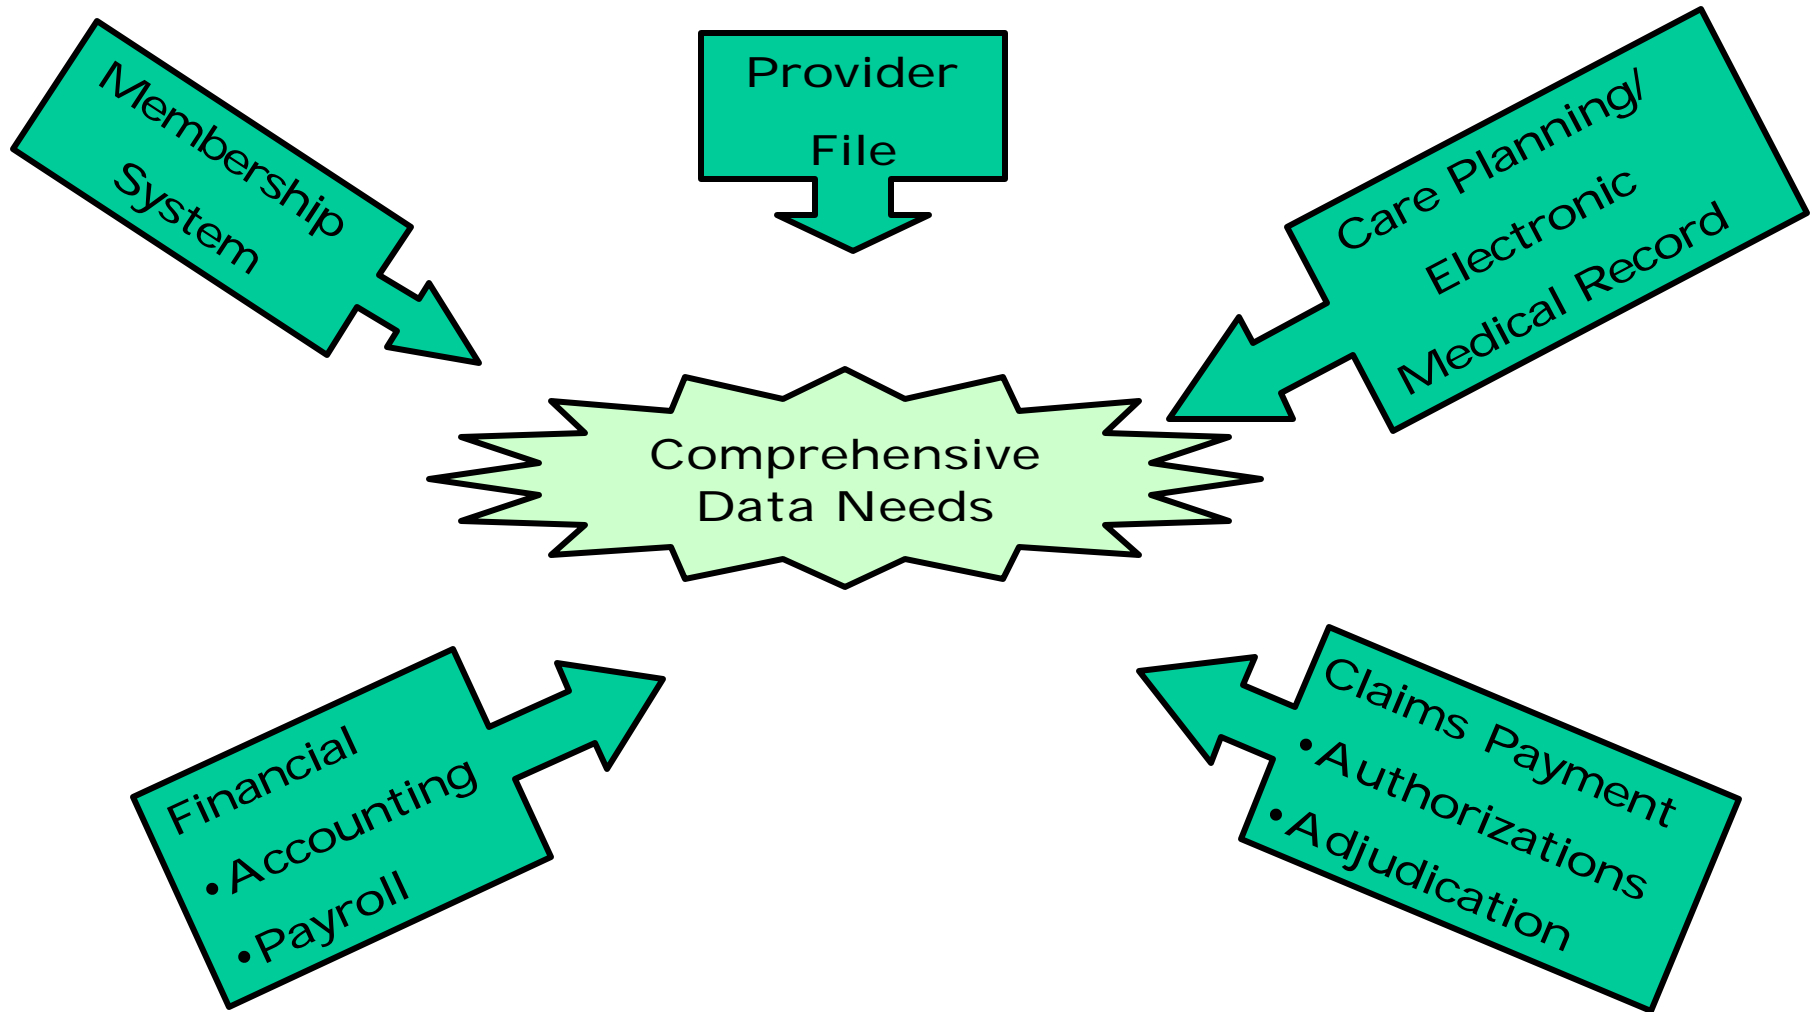 Membership
System
Provider
File
Care Planning/
Electronic
Medical Record
Comprehensive
Data Needs
Financial
•Accounting
•Payroll
Claims Payment
•Authorizations
•Adjudication